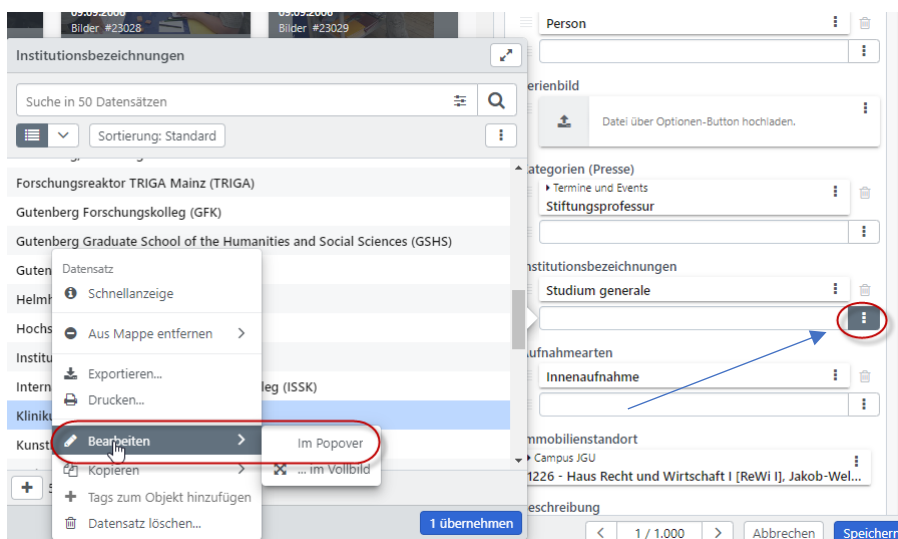 Bilder #23028
Bilder #23029
Institutionsbezeichnungen
Suche in 50 Datensätzen
Sortierung: Standard
Forschungsreaktor TRIGA Mainz (TRIGA)
Gutenberg Forschungskolleg (GFK)
Gutenberg Graduate School of the Humanities and Social Sciences (GSHS)
Guten
Helmh
Hochs
Institu
Intern
leg (ISSK)
Kliniku
Kunst
Datensatz
Schnellanzeige
Aus Mappe entfernen
Exportieren...
Drucken...
Bearbeiten
Kopieren
Tags zum Objekt hinzufügen
Datensatz löschen...
Im Popover
... im Vollbild
1 übernehmen
Person
erienbild
Datei über Optionen-Button hochladen.
ategorien (Presse)
Termine und Events
Stiftungsprofessur
nstitutionsbezeichnungen
Studium generale
ufnahmearten
Innenaufnahme
mmobilienstandort
Campus JGU
1226 - Haus Recht und Wirtschaft I [ReWi I], Jakob-Wel...
eschreibung
1 / 1.000
Abbrechen
Speichern